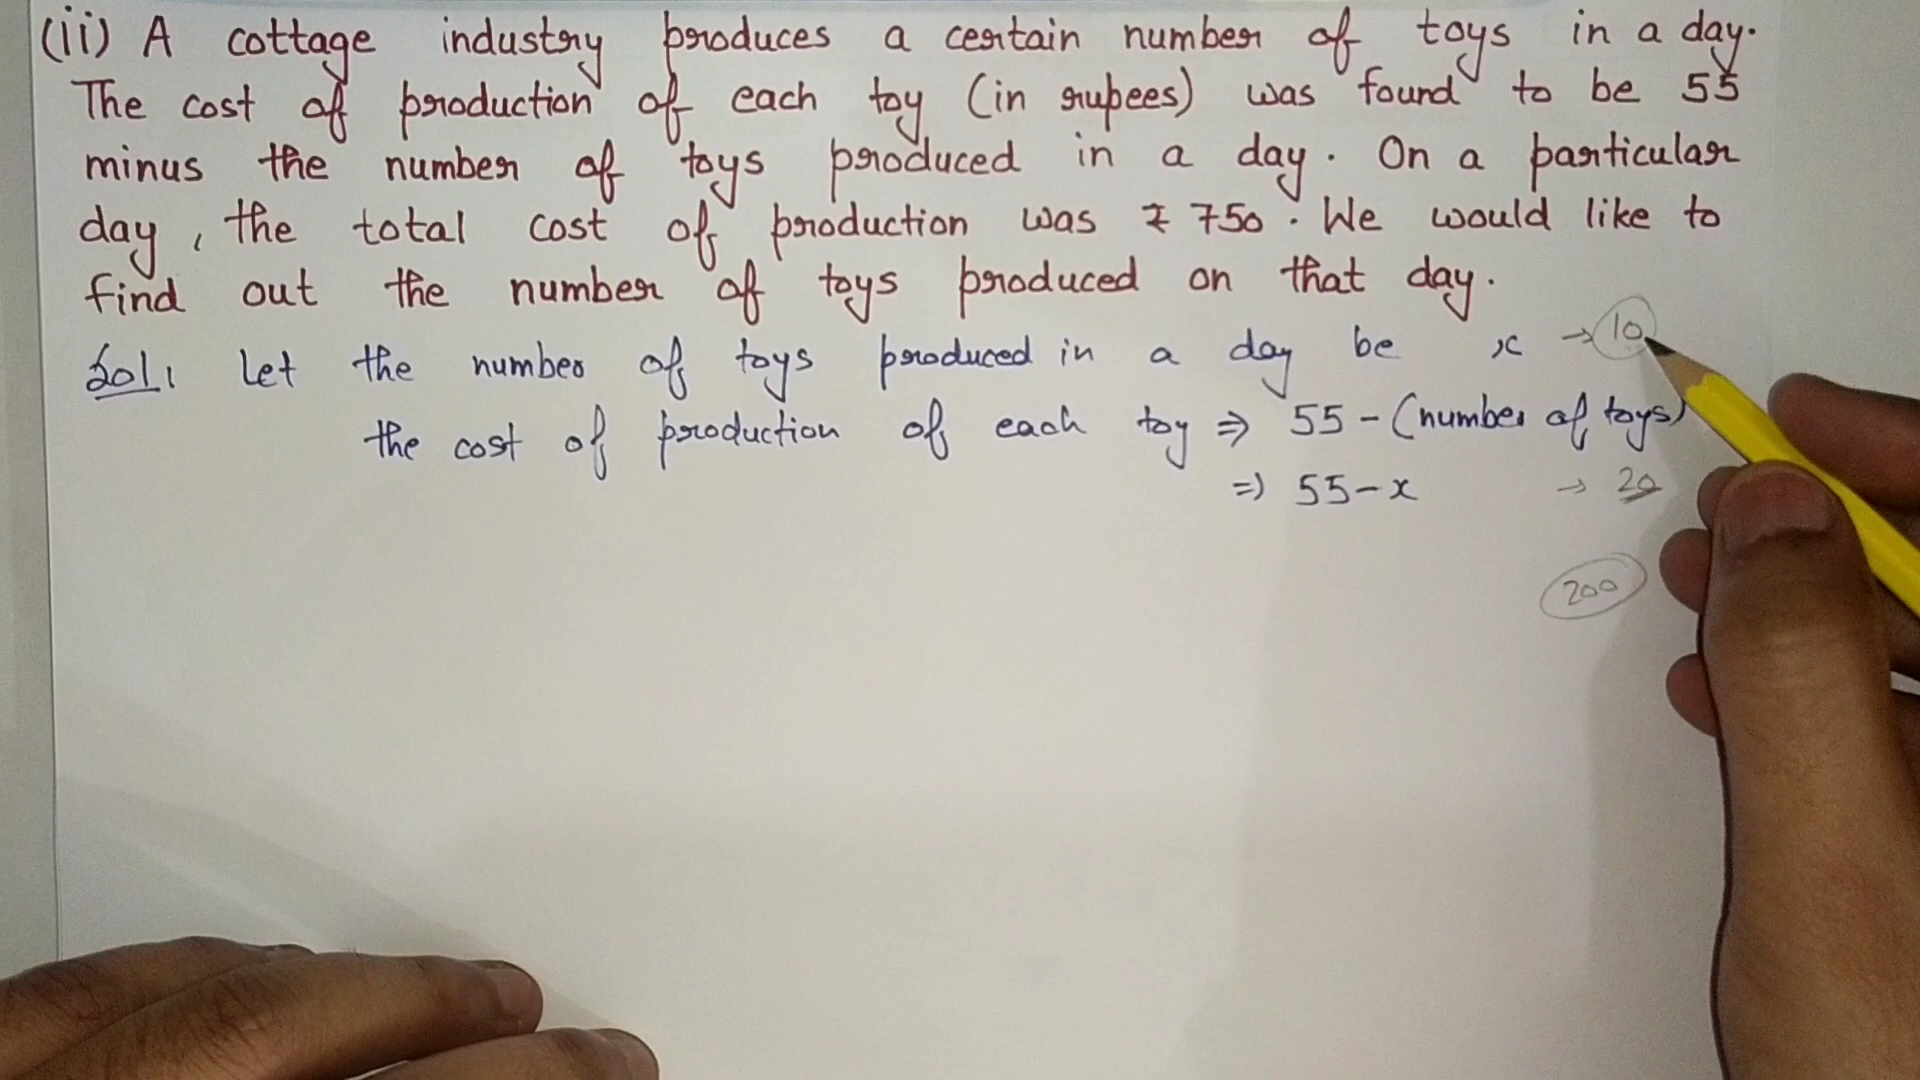 (ii) A cottage industry produces a certain number of toys in a day.
The cost of production of each toy (in rupees) was found to be 55
minus the number of toys produced in a day. On a particular
day, the total cost of production was ₹ 750. We would like to
find out the number of toys produced on that day.
Sol. Let the number of toys produced in a day be x → 10
the cost of production of each toy ⇒ 55 - (number of toys)
⇒ 55 - x → 20
200